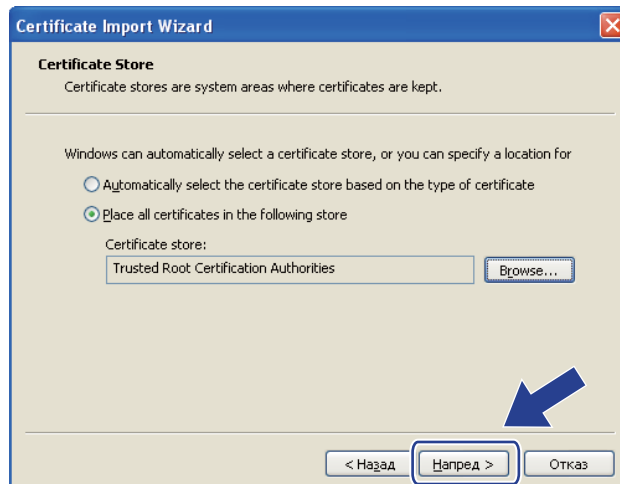 Certificate Import Wizard
Certificate Store
Certificate stores are system areas where certificates are kept.
Windows can automatically select a certificate store, or you can specify a location for
Automatically select the certificate store based on the type of certificate
Place all certificates in the following store
Certificate store:
Trusted Root Certification Authorities
Browse...
< Назад
Напред >
Отказ